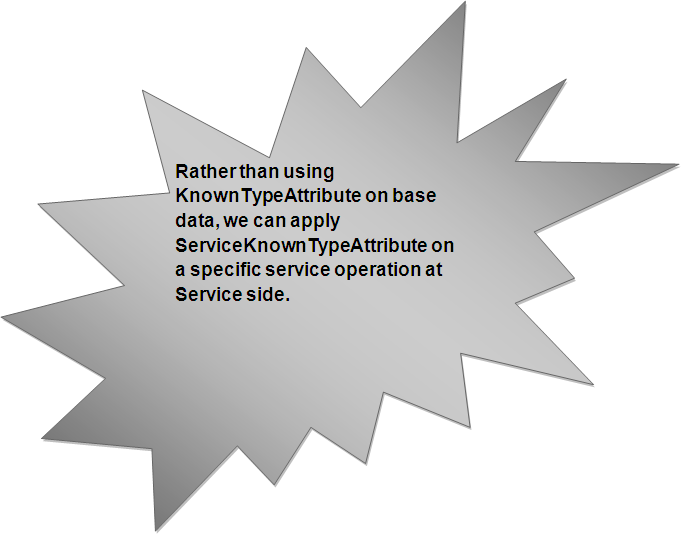 Rather than using
KnownTypeAttribute on base
data, we can apply
ServiceKnownTypeAttribute on
a specific service operation at
Service side.